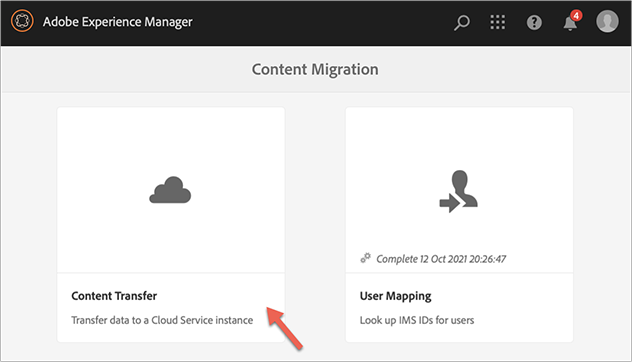 Adobe Experience Manager
4
Content Migration
Complete 12 Oct 2021 20:26:47
Content Transfer
Transfer data to a Cloud Service instance
User Mapping
Look up IMS IDs for users